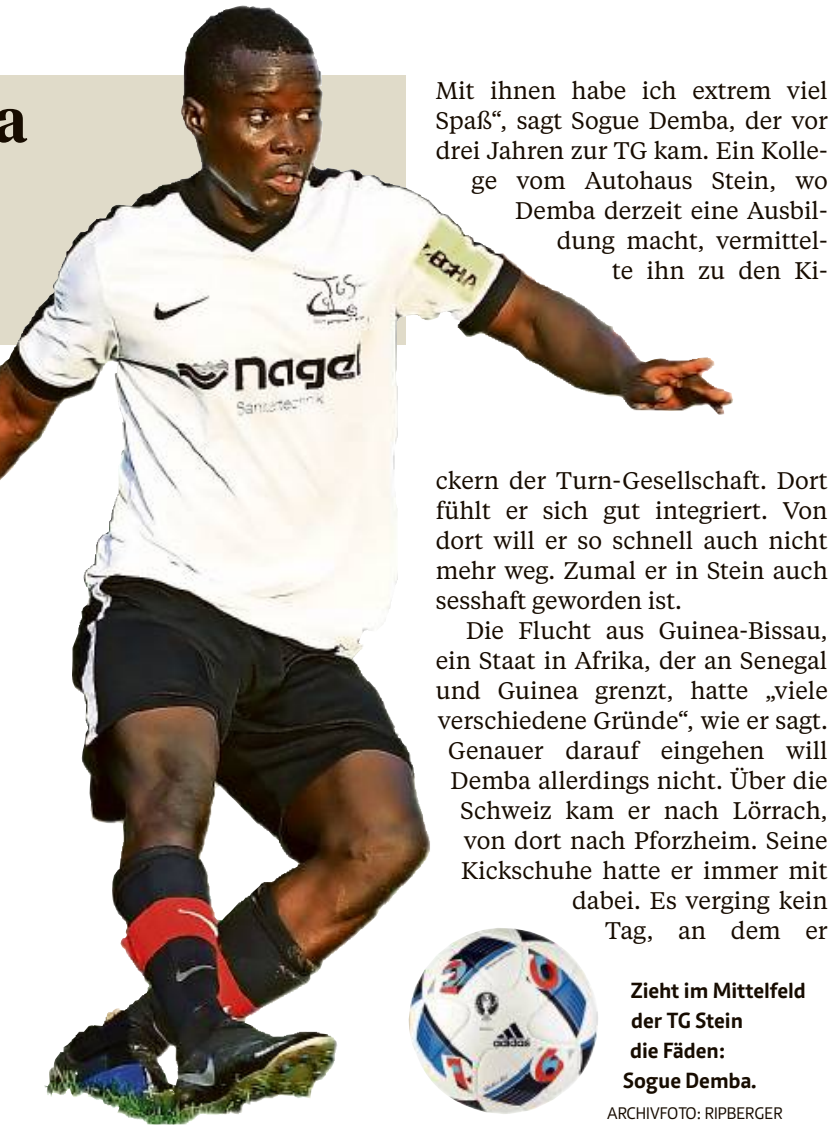 a
Mit ihnen habe ich extrem viel
Spaß“, sagt Sogue Demba, der vor
drei Jahren zur TG kam. Ein Kolle-
ge vom Autohaus Stein, wo
Demba derzeit eine Ausbil-
dung macht, vermittel-
te ihn zu den Ki-
ckern der Turn-Gesellschaft. Dort
fühlt er sich gut integriert. Von
dort will er so schnell auch nicht
mehr weg. Zumal er in Stein auch
sesshaft geworden ist.
Die Flucht aus Guinea-Bissau,
ein Staat in Afrika, der an Senegal
und Guinea grenzt, hatte „viele
verschiedene Gründe“, wie er sagt.
Genauer darauf eingehen will
Demba allerdings nicht. Über die
Schweiz kam er nach Lörrach,
von dort nach Pforzheim. Seine
Kickschuhe hatte er immer mit
dabei. Es verging kein
Tag, an dem er
Nagel
adidas
Zieht im Mittelfeld
der TG Stein
die Fäden:
Sogue Demba.
ARCHIVFOTO: RIPBERGER